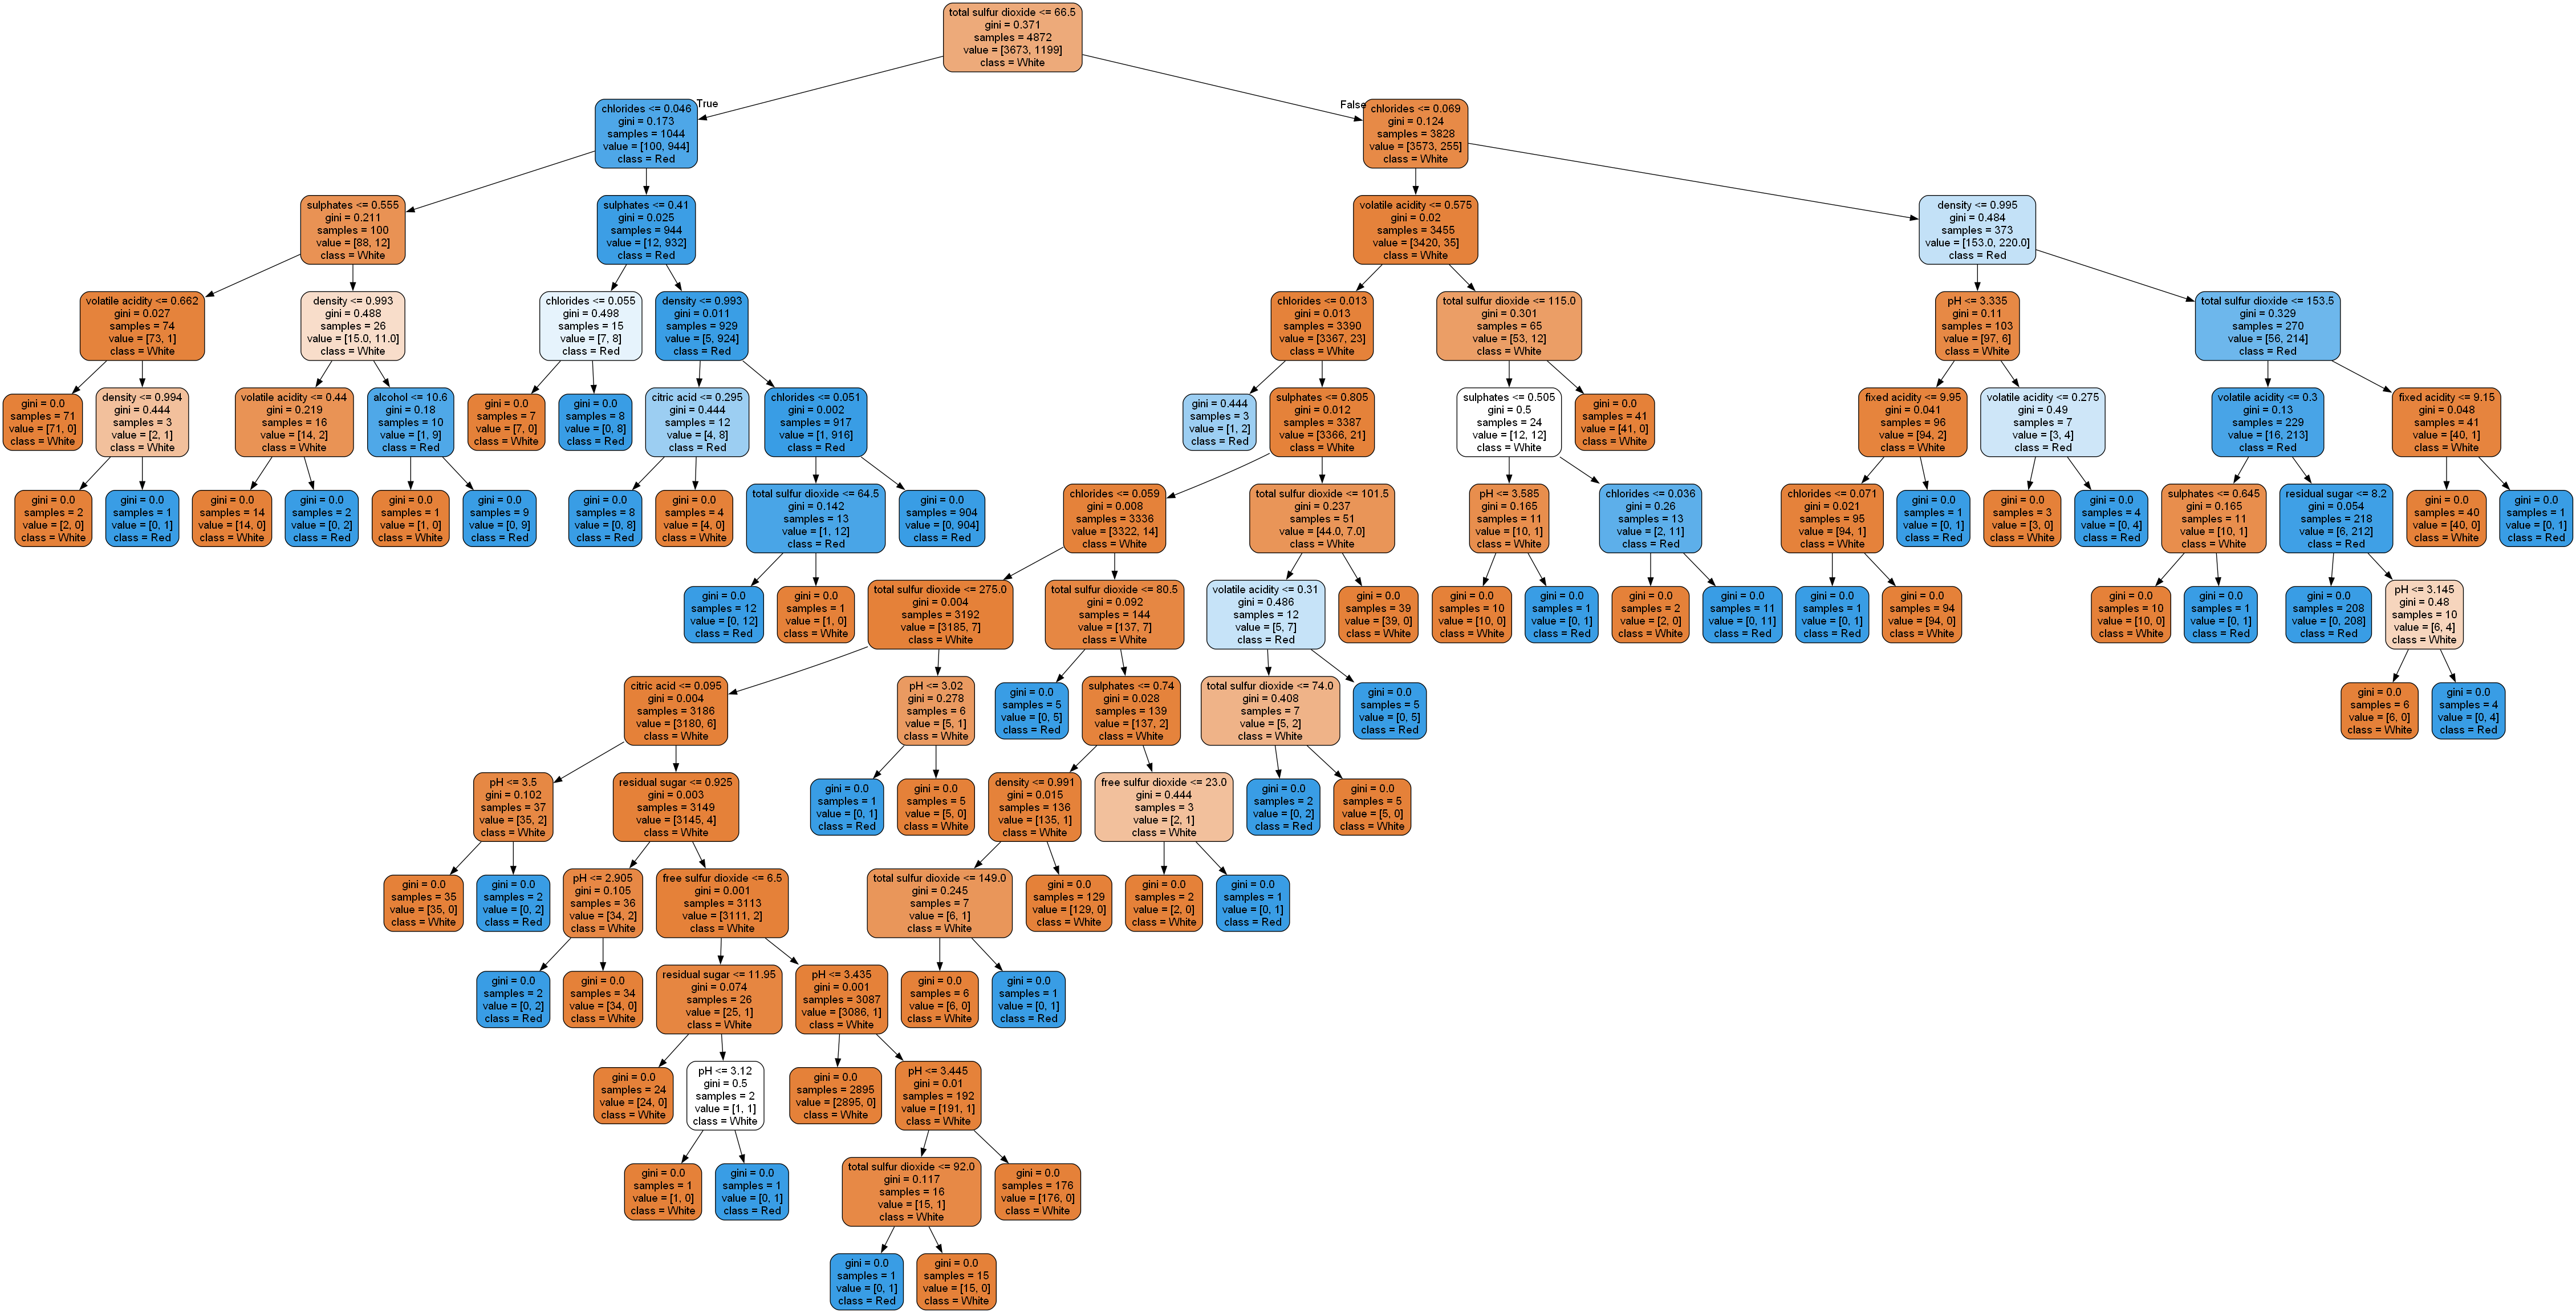 total sulfur dioxide <= 66.5
gini = 0.371
samples = 4872
value = [3673, 1199]
class = White
True
False
chlorides <= 0.046
gini = 0.173
samples = 1044
value = [100, 944]
class = Red
chlorides <= 0.069
gini = 0.124
samples = 3828
value = [3573, 255]
class = White
sulphates <= 0.555
gini = 0.211
samples = 100
value = [88, 12]
class = White
sulphates <= 0.41
gini = 0.025
samples = 944
value = [12, 932]
class = Red
volatile acidity <= 0.575
gini = 0.02
samples = 3455
value = [3420, 35]
class = White
density <= 0.995
gini = 0.484
samples = 373
value = [153.0, 220.0]
class = Red
volatile acidity <= 0.662
gini = 0.027
samples = 74
value = [73, 1]
class = White
density <= 0.993
gini = 0.488
samples = 26
value = [15.0, 11.0]
class = White
chlorides <= 0.055
gini = 0.498
samples = 15
value = [7, 8]
class = Red
density <= 0.993
gini = 0.011
samples = 929
value = [5, 924]
class = Red
chlorides <= 0.013
gini = 0.013
samples = 3390
value = [3367, 23]
class = White
total sulfur dioxide <= 115.0
gini = 0.301
samples = 65
value = [53, 12]
class = White
pH <= 3.335
gini = 0.11
samples = 103
value = [97, 6]
class = White
total sulfur dioxide <= 153.5
gini = 0.329
samples = 270
value = [56, 214]
class = Red
gini = 0.0
samples = 71
value = [71, 0]
class = White
density <= 0.994
gini = 0.444
samples = 3
value = [2, 1]
class = White
volatile acidity <= 0.44
gini = 0.219
samples = 16
value = [14, 2]
class = White
alcohol <= 10.6
gini = 0.18
samples = 10
value = [1, 9]
class = Red
gini = 0.0
samples = 7
value = [7, 0]
class = White
gini = 0.0
samples = 8
value = [0, 8]
class = Red
citric acid <= 0.295
gini = 0.444
samples = 12
value = [4, 8]
class = Red
chlorides <= 0.051
gini = 0.002
samples = 917
value = [1, 916]
class = Red
gini = 0.444
samples = 3
value = [1, 2]
class = Red
sulphates <= 0.805
gini = 0.012
samples = 3387
value = [3366, 21]
class = White
sulphates <= 0.505
gini = 0.5
samples = 24
value = [12, 12]
class = White
gini = 0.0
samples = 41
value = [41, 0]
class = White
fixed acidity <= 9.95
gini = 0.041
samples = 96
value = [94, 2]
class = White
volatile acidity <= 0.275
gini = 0.49
samples = 7
value = [3, 4]
class = Red
volatile acidity <= 0.3
gini = 0.13
samples = 229
value = [16, 213]
class = Red
fixed acidity <= 9.15
gini = 0.048
samples = 41
value = [40, 1]
class = White
gini = 0.0
samples = 2
value = [2, 0]
class = White
gini = 0.0
samples = 1
value = [0, 1]
class = Red
gini = 0.0
samples = 14
value = [14, 0]
class = White
gini = 0.0
samples = 2
value = [0, 2]
class = Red
gini = 0.0
samples = 1
value = [1, 0]
class = White
gini = 0.0
samples = 9
value = [0, 9]
class = Red
gini = 0.0
samples = 8
value = [0, 8]
class = Red
gini = 0.0
samples = 4
value = [4, 0]
class = White
total sulfur dioxide <= 64.5
gini = 0.142
samples = 13
value = [1, 12]
class = Red
gini = 0.0
samples = 904
value = [0, 904]
class = Red
chlorides <= 0.059
gini = 0.008
samples = 3336
value = [3322, 14]
class = White
total sulfur dioxide <= 101.5
gini = 0.237
samples = 51
value = [44.0, 7.0]
class = White
pH <= 3.585
gini = 0.165
samples = 11
value = [10, 1]
class = White
chlorides <= 0.036
gini = 0.26
samples = 13
value = [2, 11]
class = Red
chlorides <= 0.071
gini = 0.021
samples = 95
value = [94, 1]
class = White
gini = 0.0
samples = 1
value = [0, 1]
class = Red
gini = 0.0
samples = 3
value = [3, 0]
class = White
gini = 0.0
samples = 4
value = [0, 4]
class = Red
sulphates <= 0.645
gini = 0.165
samples = 11
value = [10, 1]
class = White
residual sugar <= 8.2
gini = 0.054
samples = 218
value = [6, 212]
class = Red
gini = 0.0
samples = 40
value = [40, 0]
class = White
gini = 0.0
samples = 1
value = [0, 1]
class = Red
gini = 0.0
samples = 12
value = [0, 12]
class = Red
gini = 0.0
samples = 1
value = [1, 0]
class = White
total sulfur dioxide <= 275.0
gini = 0.004
samples = 3192
value = [3185, 7]
class = White
total sulfur dioxide <= 80.5
gini = 0.092
samples = 144
value = [137, 7]
class = White
volatile acidity <= 0.31
gini = 0.486
samples = 12
value = [5, 7]
class = Red
gini = 0.0
samples = 39
value = [39, 0]
class = White
gini = 0.0
samples = 10
value = [10, 0]
class = White
gini = 0.0
samples = 1
value = [0, 1]
class = Red
gini = 0.0
samples = 2
value = [2, 0]
class = White
gini = 0.0
samples = 11
value = [0, 11]
class = Red
gini = 0.0
samples = 1
value = [0, 1]
class = Red
gini = 0.0
samples = 94
value = [94, 0]
class = White
gini = 0.0
samples = 10
value = [10, 0]
class = White
gini = 0.0
samples = 1
value = [0, 1]
class = Red
gini = 0.0
samples = 208
value = [0, 208]
class = Red
pH <= 3.145
gini = 0.48
samples = 10
value = [6, 4]
class = White
citric acid <= 0.095
gini = 0.004
samples = 3186
value = [3180, 6]
class = White
pH <= 3.02
gini = 0.278
samples = 6
value = [5, 1]
class = White
gini = 0.0
samples = 5
value = [0, 5]
class = Red
sulphates <= 0.74
gini = 0.028
samples = 139
value = [137, 2]
class = White
total sulfur dioxide <= 74.0
gini = 0.408
samples = 7
value = [5, 2]
class = White
gini = 0.0
samples = 5
value = [0, 5]
class = Red
gini = 0.0
samples = 6
value = [6, 0]
class = White
gini = 0.0
samples = 4
value = [0, 4]
class = Red
pH <= 3.5
gini = 0.102
samples = 37
value = [35, 2]
class = White
residual sugar <= 0.925
gini = 0.003
samples = 3149
value = [3145, 4]
class = White
gini = 0.0
samples = 1
value = [0, 1]
class = Red
gini = 0.0
samples = 5
value = [5, 0]
class = White
density <= 0.991
gini = 0.015
samples = 136
value = [135, 1]
class = White
free sulfur dioxide <= 23.0
gini = 0.444
samples = 3
value = [2, 1]
class = White
gini = 0.0
samples = 2
value = [0, 2]
class = Red
gini = 0.0
samples = 5
value = [5, 0]
class = White
gini = 0.0
samples = 35
value = [35, 0]
class = White
gini = 0.0
samples = 2
value = [0, 2]
class = Red
pH <= 2.905
gini = 0.105
samples = 36
value = [34, 2]
class = White
free sulfur dioxide <= 6.5
gini = 0.001
samples = 3113
value = [3111, 2]
class = White
total sulfur dioxide <= 149.0
gini = 0.245
samples = 7
value = [6, 1]
class = White
gini = 0.0
samples = 129
value = [129, 0]
class = White
gini = 0.0
samples = 2
value = [2, 0]
class = White
gini = 0.0
samples = 1
value = [0, 1]
class = Red
gini = 0.0
samples = 2
value = [0, 2]
class = Red
gini = 0.0
samples = 34
value = [34, 0]
class = White
residual sugar <= 11.95
gini = 0.074
samples = 26
value = [25, 1]
class = White
pH <= 3.435
gini = 0.001
samples = 3087
value = [3086, 1]
class = White
gini = 0.0
samples = 6
value = [6, 0]
class = White
gini = 0.0
samples = 1
value = [0, 1]
class = Red
gini = 0.0
samples = 24
value = [24, 0]
class = White
pH <= 3.12
gini = 0.5
samples = 2
value = [1, 1]
class = White
gini = 0.0
samples = 2895
value = [2895, 0]
class = White
pH <= 3.445
gini = 0.01
samples = 192
value = [191, 1]
class = White
gini = 0.0
samples = 1
value = [1, 0]
class = White
gini = 0.0
samples = 1
value = [0, 1]
class = Red
total sulfur dioxide <= 92.0
gini = 0.117
samples = 16
value = [15, 1]
class = White
gini = 0.0
samples = 176
value = [176, 0]
class = White
gini = 0.0
samples = 1
value = [0, 1]
class = Red
gini = 0.0
samples = 15
value = [15, 0]
class = White